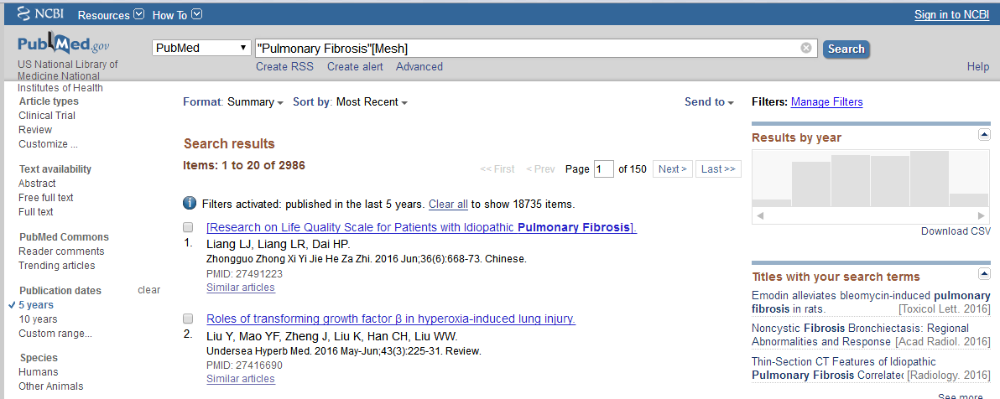 NCBI Resources How To Sign in to NCBI
PubMed.gov
US National Library of
Medicine National
Institutes of Health
PubMed "Pulmonary Fibrosis"[Mesh] Search
Create RSS Create alert Advanced Help
Article types
Clinical Trial
Review
Customize ...
Text availability
Abstract
Free full text
Full text
PubMed Commons
Reader comments
Trending articles
Publication dates clear
5 years
10 years
Custom range...
Species
Humans
Other Animals
Format: Summary Sort by: Most Recent Send to
Search results
Items: 1 to 20 of 2986
<< First < Prev Page 1 of 150 Next > Last >>
Filters activated: published in the last 5 years. Clear all to show 18735 items.
[Research on Life Quality Scale for Patients with Idiopathic Pulmonary Fibrosis].
1. Liang LJ, Liang LR, Dai HP.
Zhongguo Zhong Xi Yi Jie He Za Zhi. 2016 Jun;36(6):668-73. Chinese.
PMID: 27491223
Similar articles
Roles of transforming growth factor β in hyperoxia-induced lung injury.
2. Liu Y, Mao YF, Zheng J, Liu K, Han CH, Liu WW.
Undersea Hyperb Med. 2016 May-Jun;43(3):225-31. Review.
PMID: 27416690
Similar articles
Filters: Manage Filters
Results by year
Download CSV
Titles with your search terms
Emodin alleviates bleomycin-induced pulmonary
fibrosis in rats. [Toxicol Lett. 2016]
Noncystic Fibrosis Bronchiectasis: Regional
Abnormalities and Response [Acad Radiol. 2016]
Thin-Section CT Features of Idiopathic
Pulmonary Fibrosis Correlated [Radiology. 2016]
See more